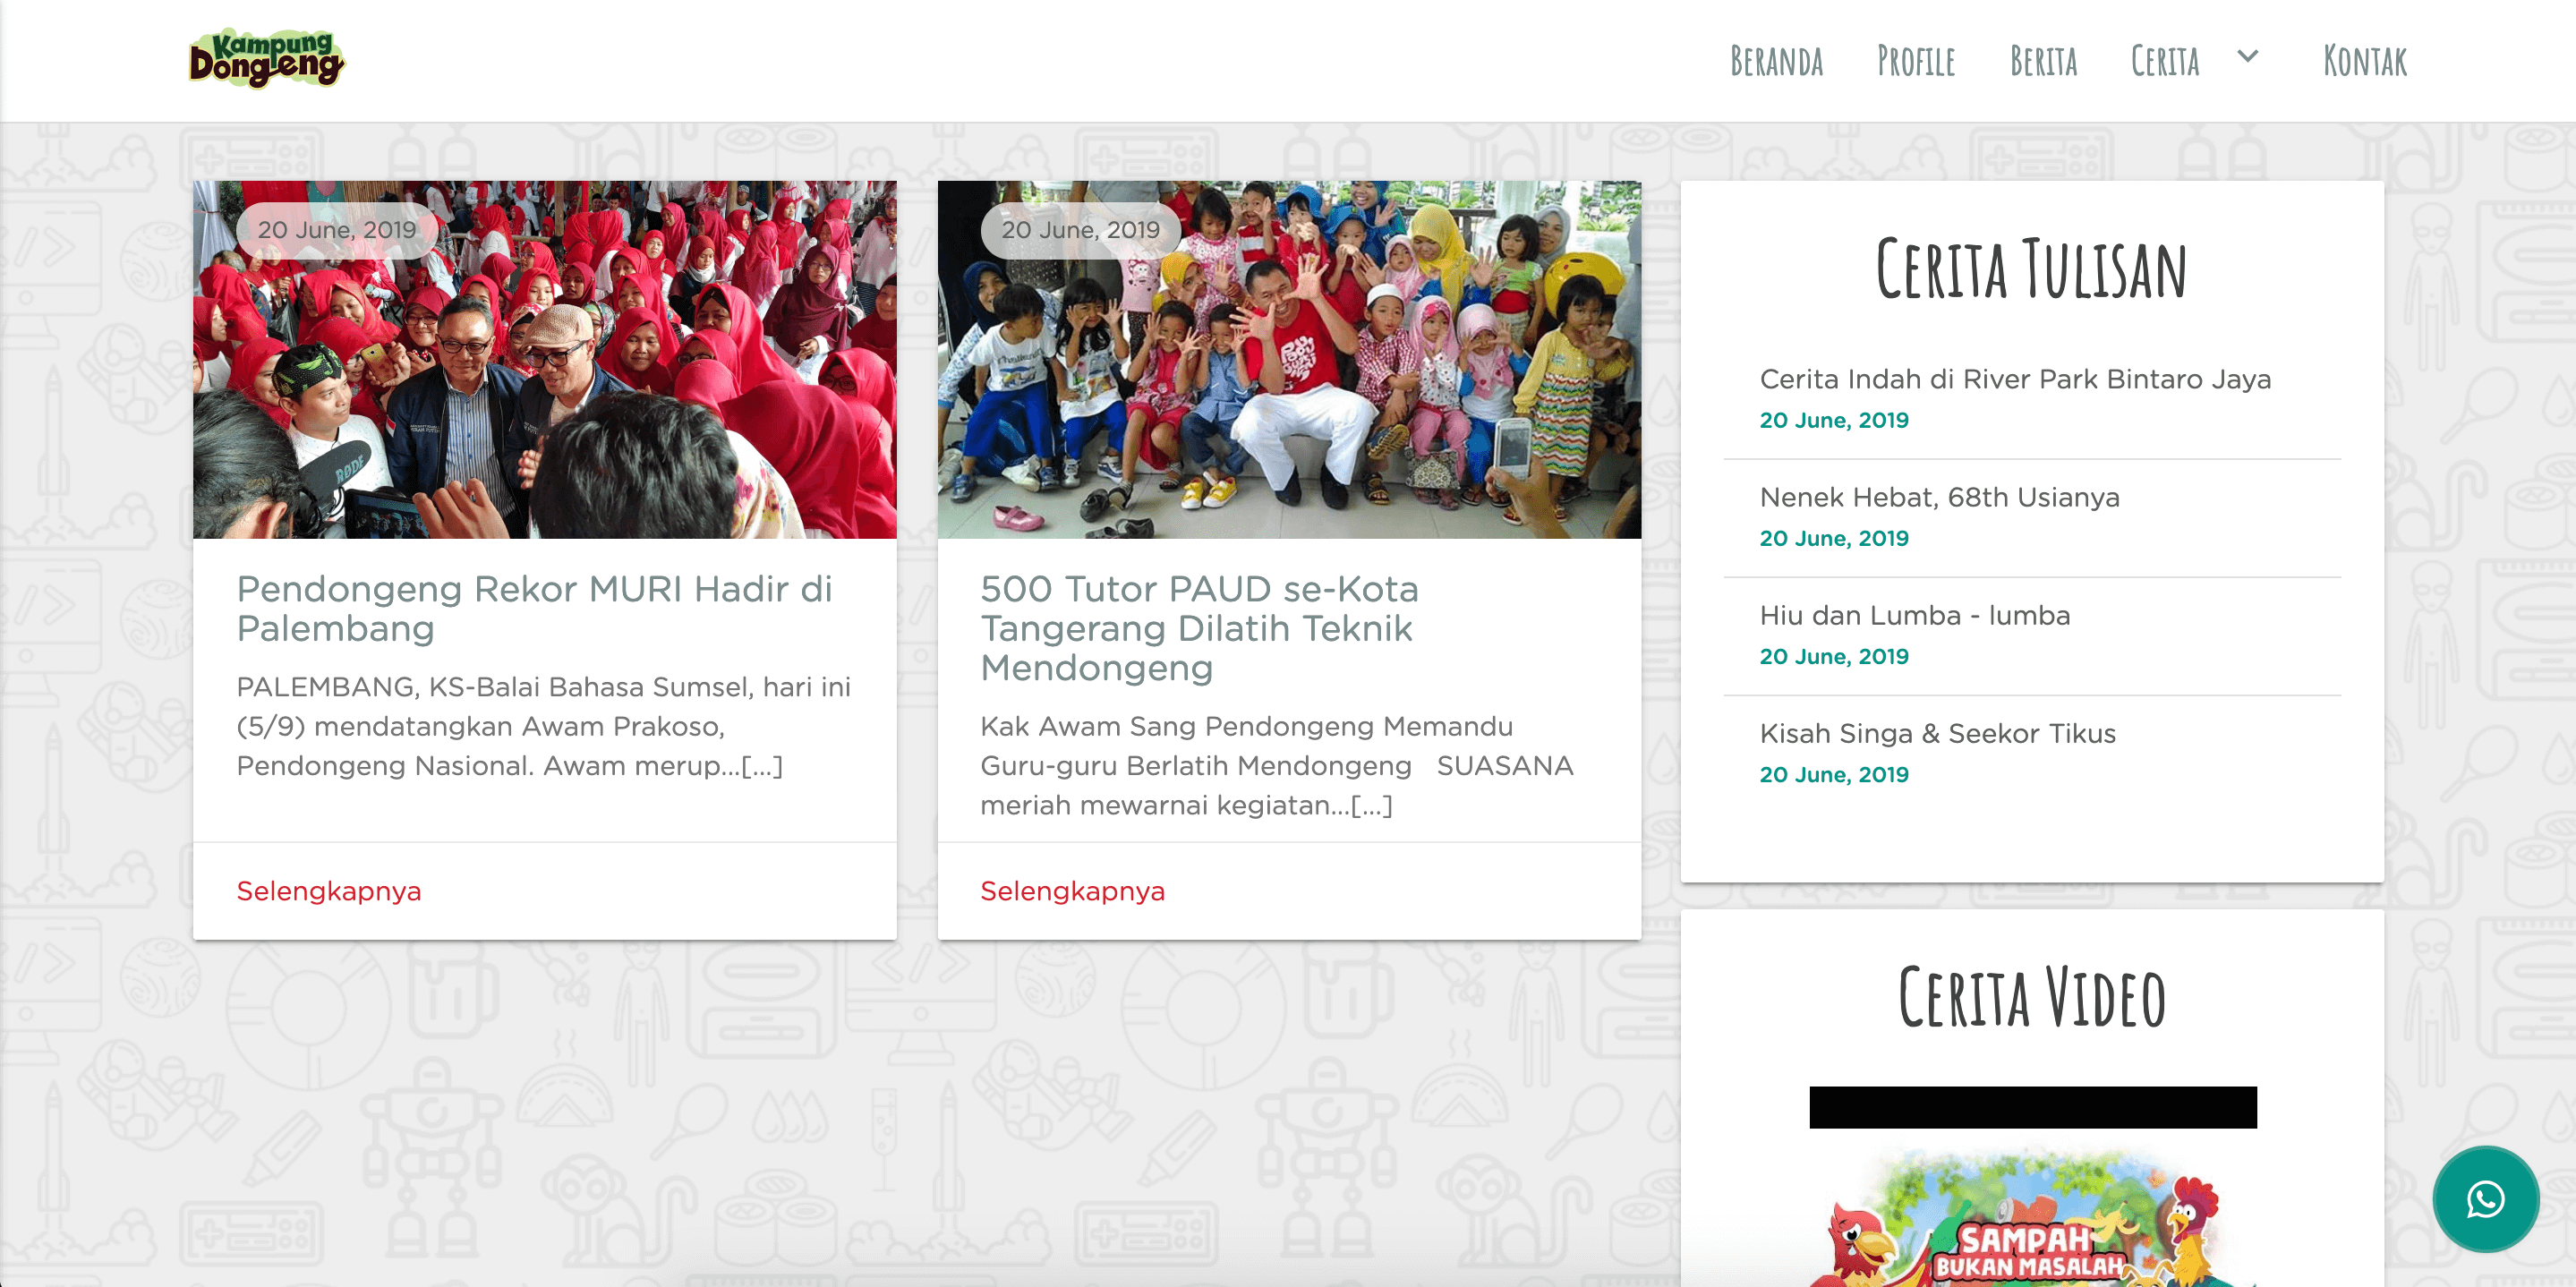 Kampung
Dongeng
Beranda
Profile
Berita
Cerita
Kontak
20 June, 2019
Pendongeng Rekor MURI Hadir di
Palembang
PALEMBANG, KS-Balai Bahasa Sumsel, hari ini
(5/9) mendatangkan Awam Prakoso,
Pendongeng Nasional. Awam merup...[...]
Selengkapnya
20 June, 2019
500 Tutor PAUD se-Kota
Tangerang Dilatih Teknik
Mendongeng
Kak Awam Sang Pendongeng Memandu
Guru-guru Berlatih Mendongeng   SUASANA
meriah mewarnai kegiatan...[...]
Selengkapnya
Cerita Tulisan
Cerita Indah di River Park Bintaro Jaya
20 June, 2019
Nenek Hebat, 68th Usianya
20 June, 2019
Hiu dan Lumba - lumba
20 June, 2019
Kisah Singa & Seekor Tikus
20 June, 2019
Cerita Video
SAMPAH
BUKAN MASALAH
RØDE